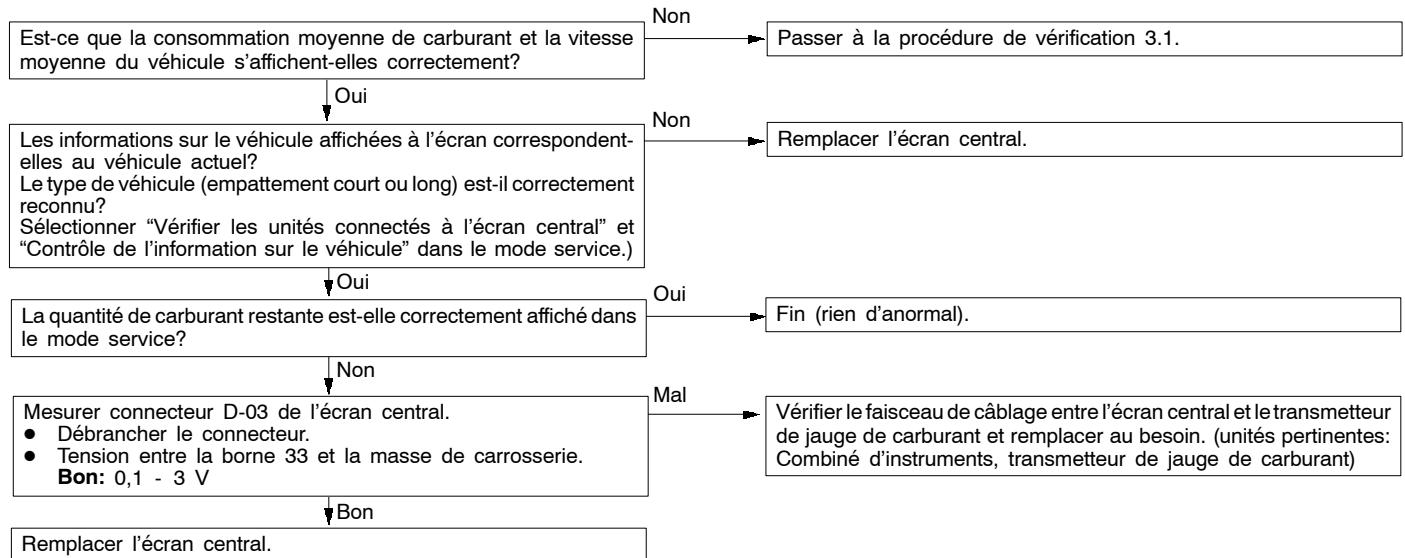 Est-ce que la consommation moyenne de carburant et la vitesse
moyenne du véhicule s'affichent-elles correctement?
Non
Passer à la procédure de vérification 3.1.
Oui
Les informations sur le véhicule affichées à l'écran correspondent-
elles au véhicule actuel?
Le type de véhicule (empattement court ou long) est-il correctement
reconnu?
Sélectionner “Vérifier les unités connectés à l'écran central” et
“Contrôle de l'information sur le véhicule” dans le mode service.)
Non
Remplacer l'écran central.
Oui
La quantité de carburant restante est-elle correctement affiché dans
le mode service?
Oui
Fin (rien d'anormal).
Non
Mesurer connecteur D-03 de l'écran central.
● Débrancher le connecteur.
● Tension entre la borne 33 et la masse de carrosserie.
Bon: 0,1 - 3 V
Mal
Vérifier le faisceau de câblage entre l'écran central et le transmetteur
de jauge de carburant et remplacer au besoin. (unités pertinentes:
Combiné d'instruments, transmetteur de jauge de carburant)
Bon
Remplacer l'écran central.